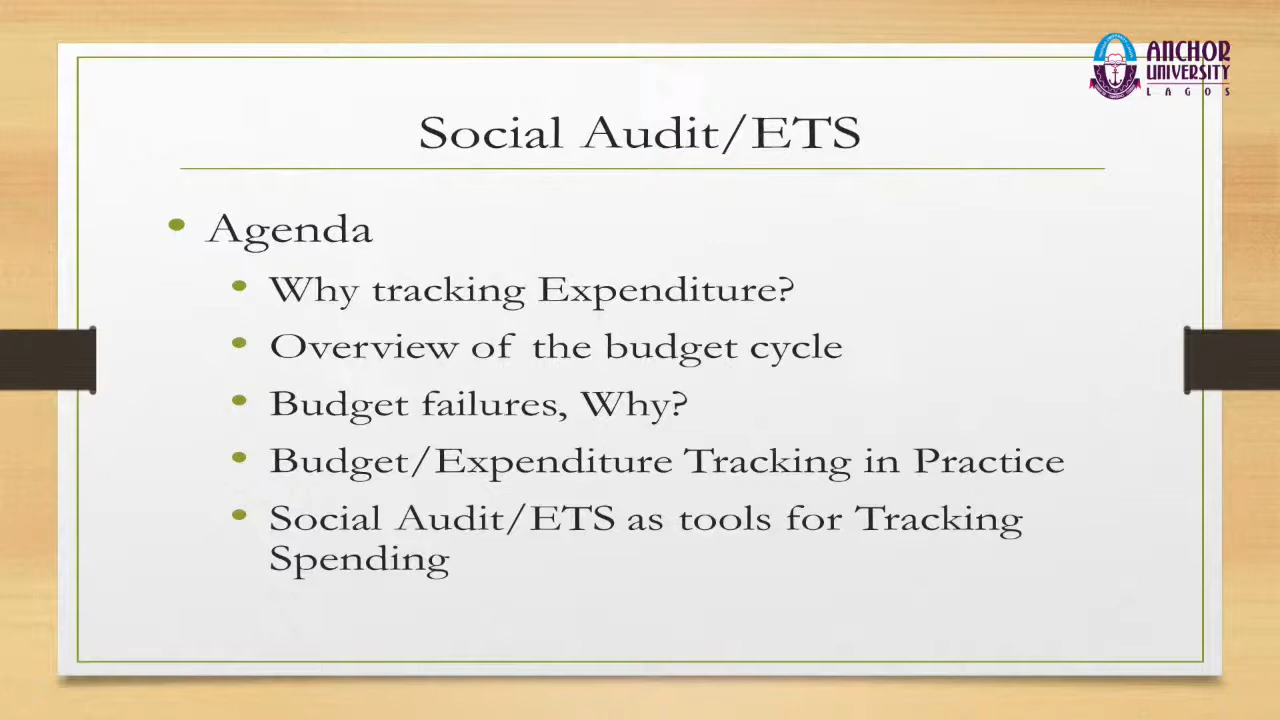 ANCHOR
UNIVERSITY
LAGOS
Social Audit/ETS
Agenda
Why tracking Expenditure?
Overview of the budget cycle
Budget failures, Why?
Budget/Expenditure Tracking in Practice
Social Audit/ETS as tools for Tracking
Spending